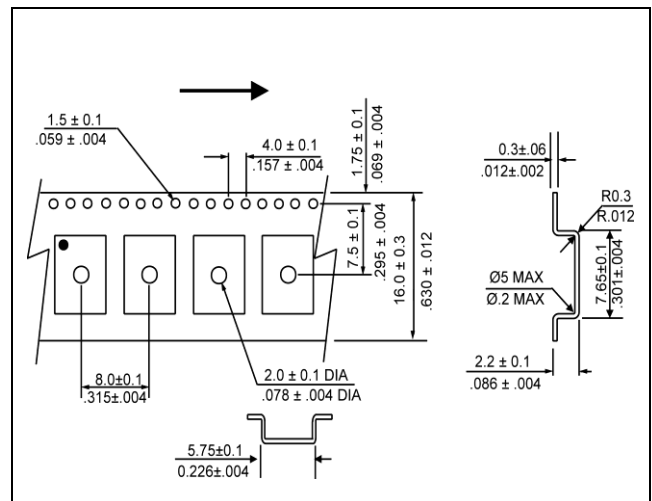 1.5 ± 0.1
.059 ± .004
4.0 ± 0.1
.157 ± .004
1.75 ± 0.1
.069 ± .004
0.3±.06
.012±.002
R0.3
R.012
7.5 ± 0.1
.295 ± .004
16.0 ± 0.3
.630 ± .012
Ø5 MAX
Ø.2 MAX
7.65±0.1
.301±.004
8.0±0.1
.315±.004
2.0 ± 0.1 DIA
.078 ± .004 DIA
2.2 ± 0.1
.086 ± .004
5.75±0.1
0.226±.004